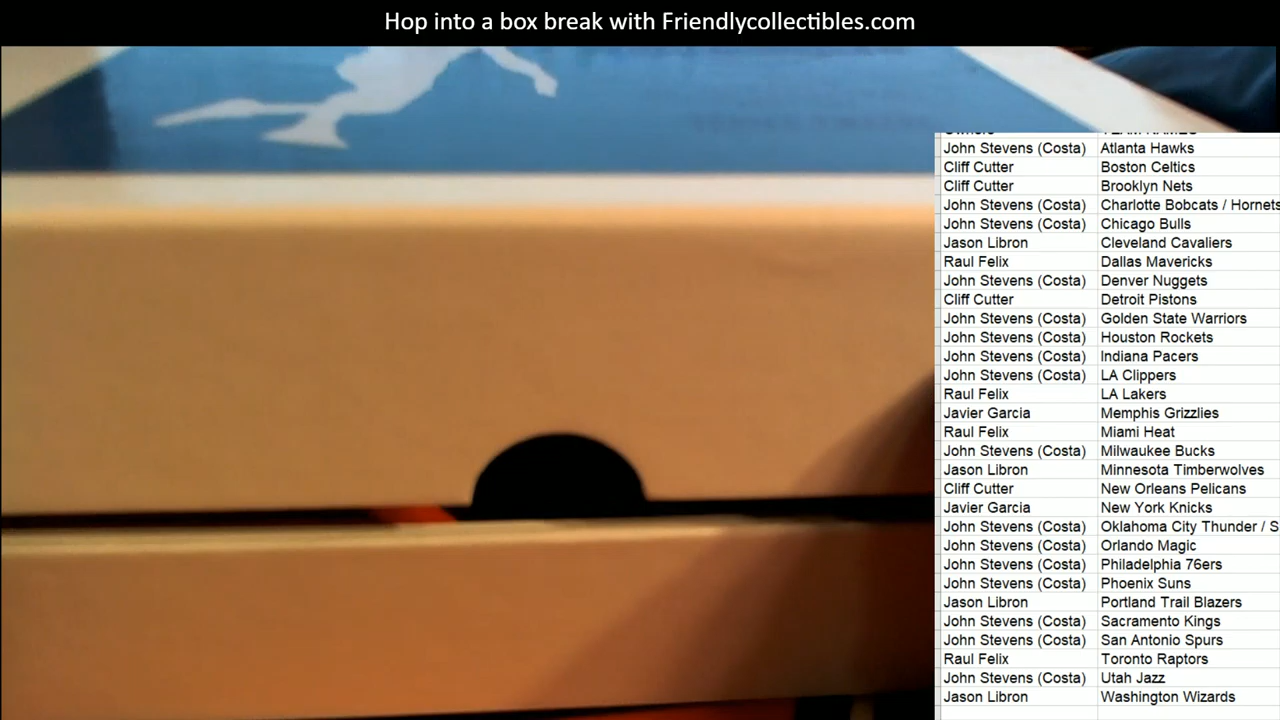 Hop into a box break with Friendlycollectibles.com
John Stevens (Costa) Atlanta Hawks
Cliff Cutter Boston Celtics
Cliff Cutter Brooklyn Nets
John Stevens (Costa) Charlotte Bobcats / Hornets
John Stevens (Costa) Chicago Bulls
Jason Libron Cleveland Cavaliers
Raul Felix Dallas Mavericks
John Stevens (Costa) Denver Nuggets
Cliff Cutter Detroit Pistons
John Stevens (Costa) Golden State Warriors
John Stevens (Costa) Houston Rockets
John Stevens (Costa) Indiana Pacers
John Stevens (Costa) LA Clippers
Raul Felix LA Lakers
Javier Garcia Memphis Grizzlies
Raul Felix Miami Heat
John Stevens (Costa) Milwaukee Bucks
Jason Libron Minnesota Timberwolves
Cliff Cutter New Orleans Pelicans
Javier Garcia New York Knicks
John Stevens (Costa) Oklahoma City Thunder / S
John Stevens (Costa) Orlando Magic
John Stevens (Costa) Philadelphia 76ers
John Stevens (Costa) Phoenix Suns
Jason Libron Portland Trail Blazers
John Stevens (Costa) Sacramento Kings
John Stevens (Costa) San Antonio Spurs
Raul Felix Toronto Raptors
John Stevens (Costa) Utah Jazz
Jason Libron Washington Wizards